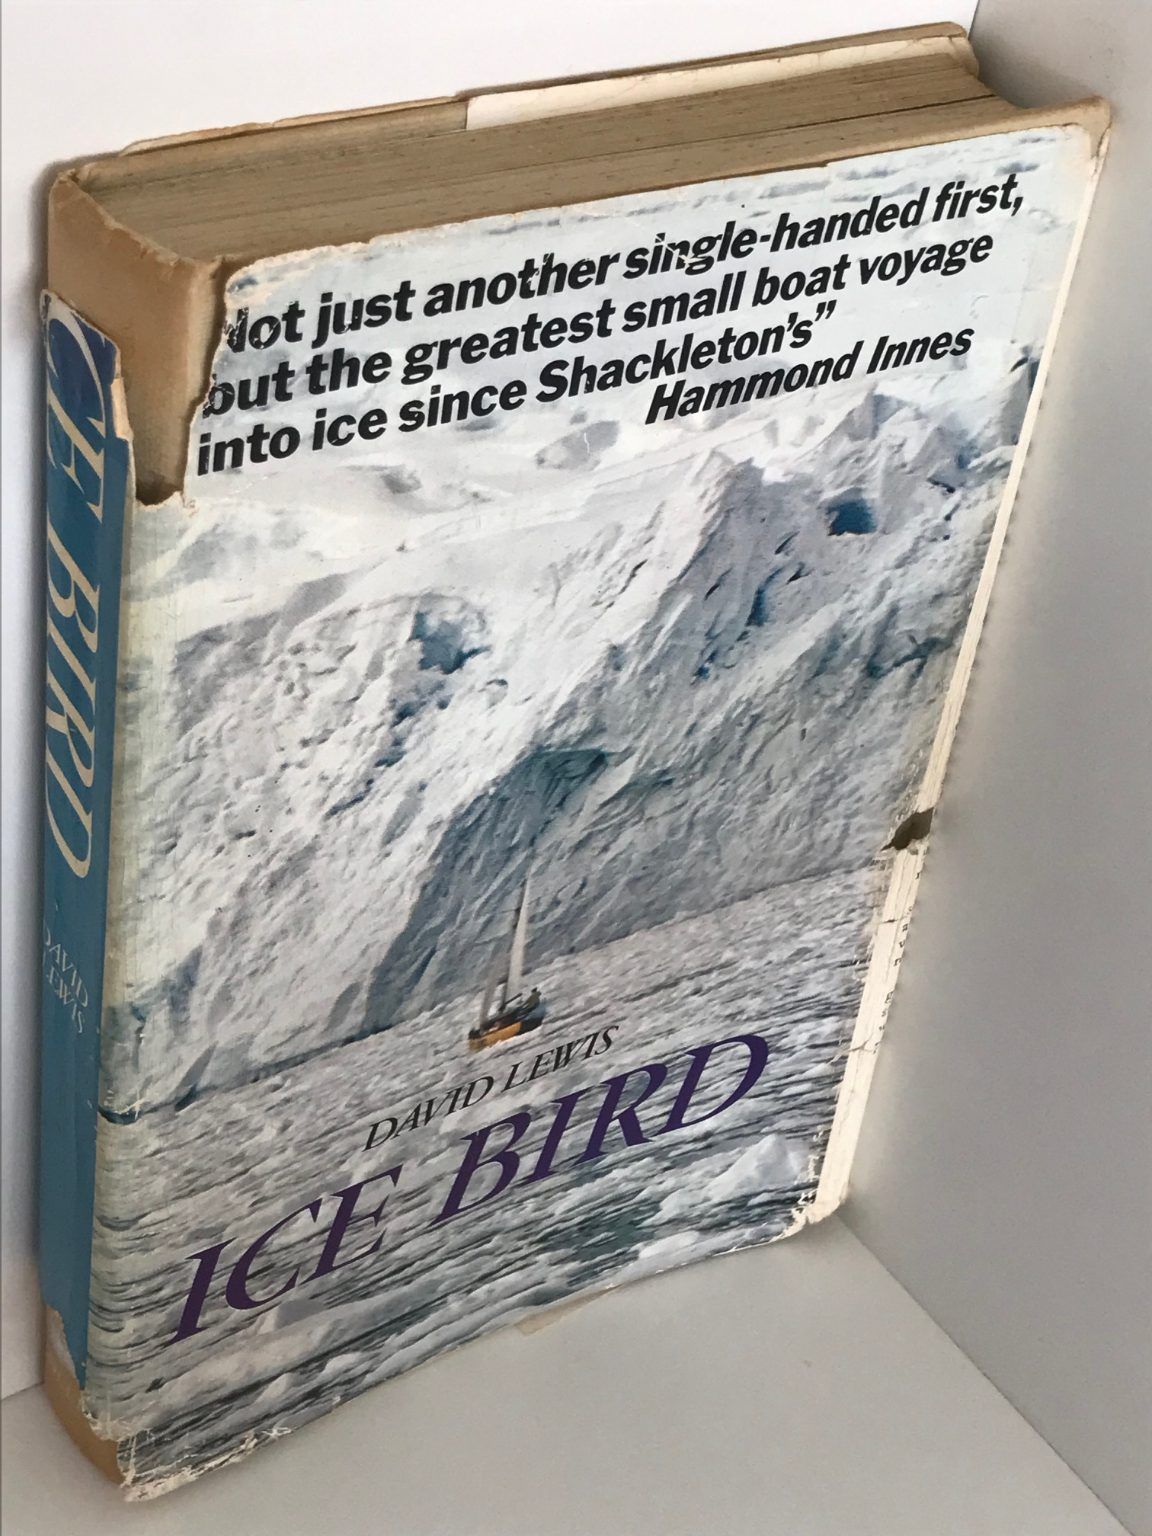 Not just another single-handed first,
but the greatest small boat voyage
into ice since Shackleton's”
Hammond Innes
DAVID LEWIS
ICE BIRD
CE BIRD
DAVID
LEWIS